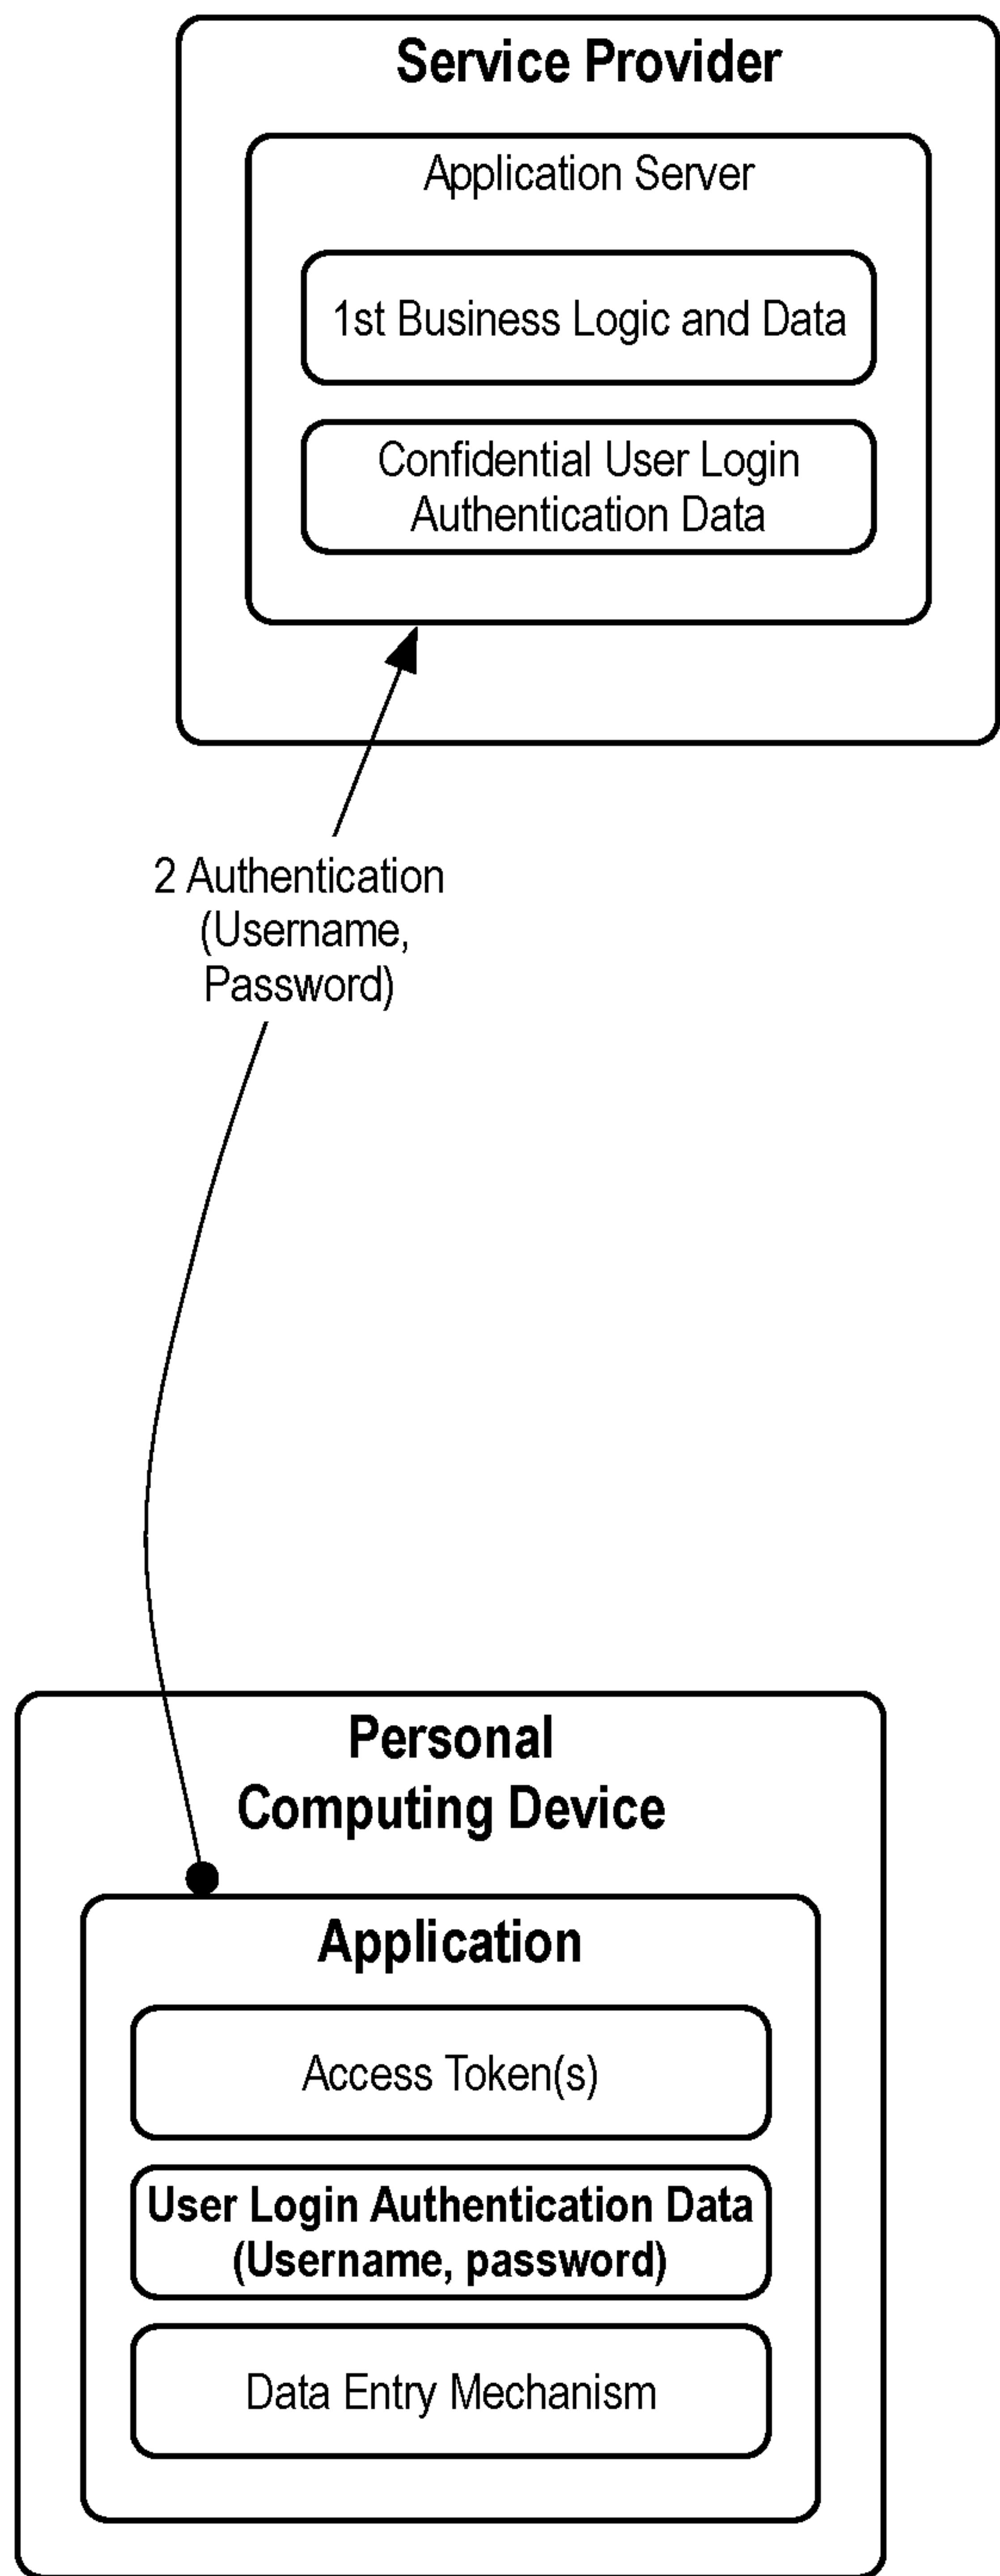 Service Provider
Application Server
1st Business Logic and Data
Confidential User Login
Authentication Data
2 Authentication
(Username,
Password)
Personal
Computing Device
Application
Access Token(s)
User Login Authentication Data
(Username, password)
Data Entry Mechanism